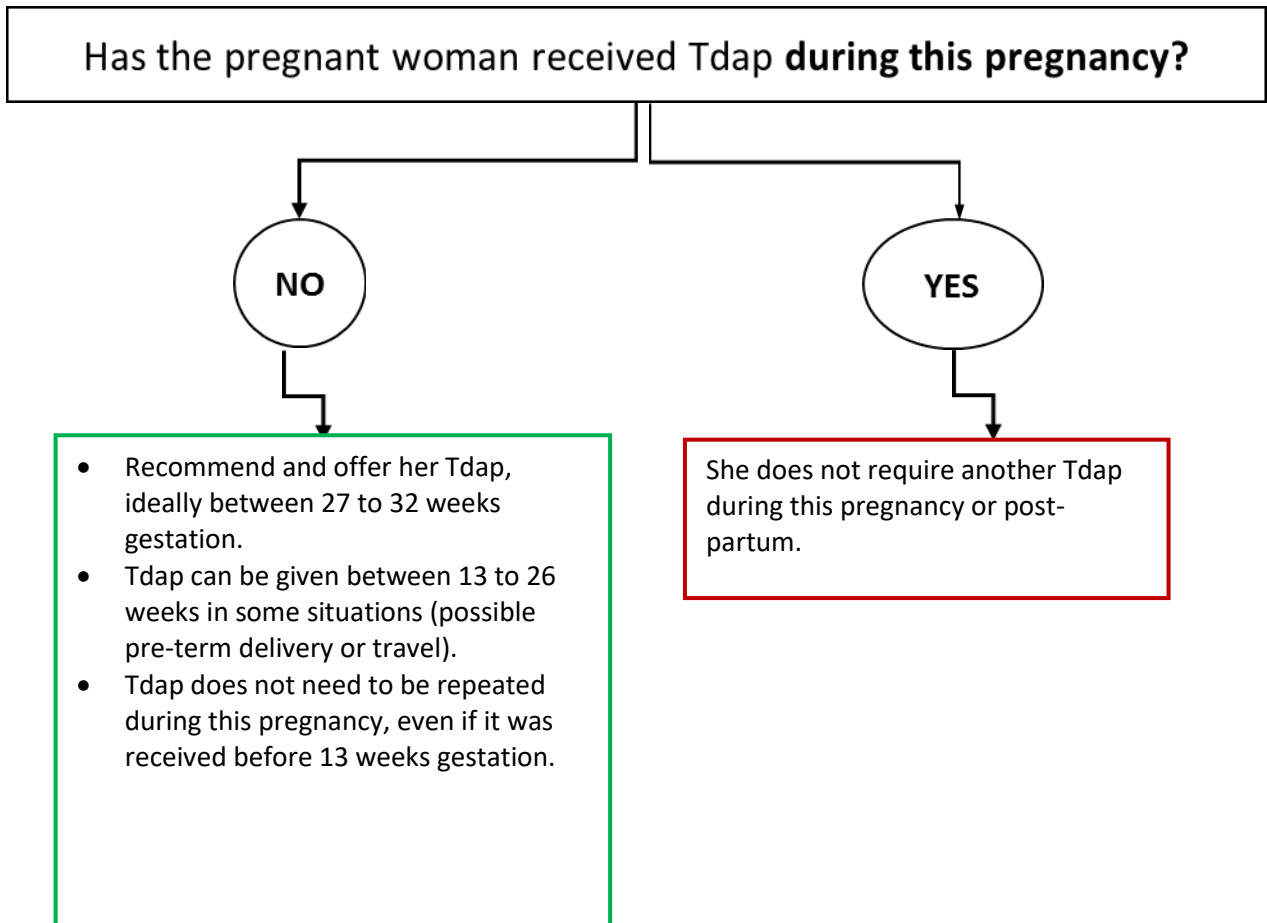 Has the pregnant woman received Tdap during this pregnancy?
NO
YES
• Recommend and offer her Tdap,
ideally between 27 to 32 weeks
gestation.
• Tdap can be given between 13 to 26
weeks in some situations (possible
pre-term delivery or travel).
• Tdap does not need to be repeated
during this pregnancy, even if it was
received before 13 weeks gestation.
She does not require another Tdap
during this pregnancy or post-
partum.